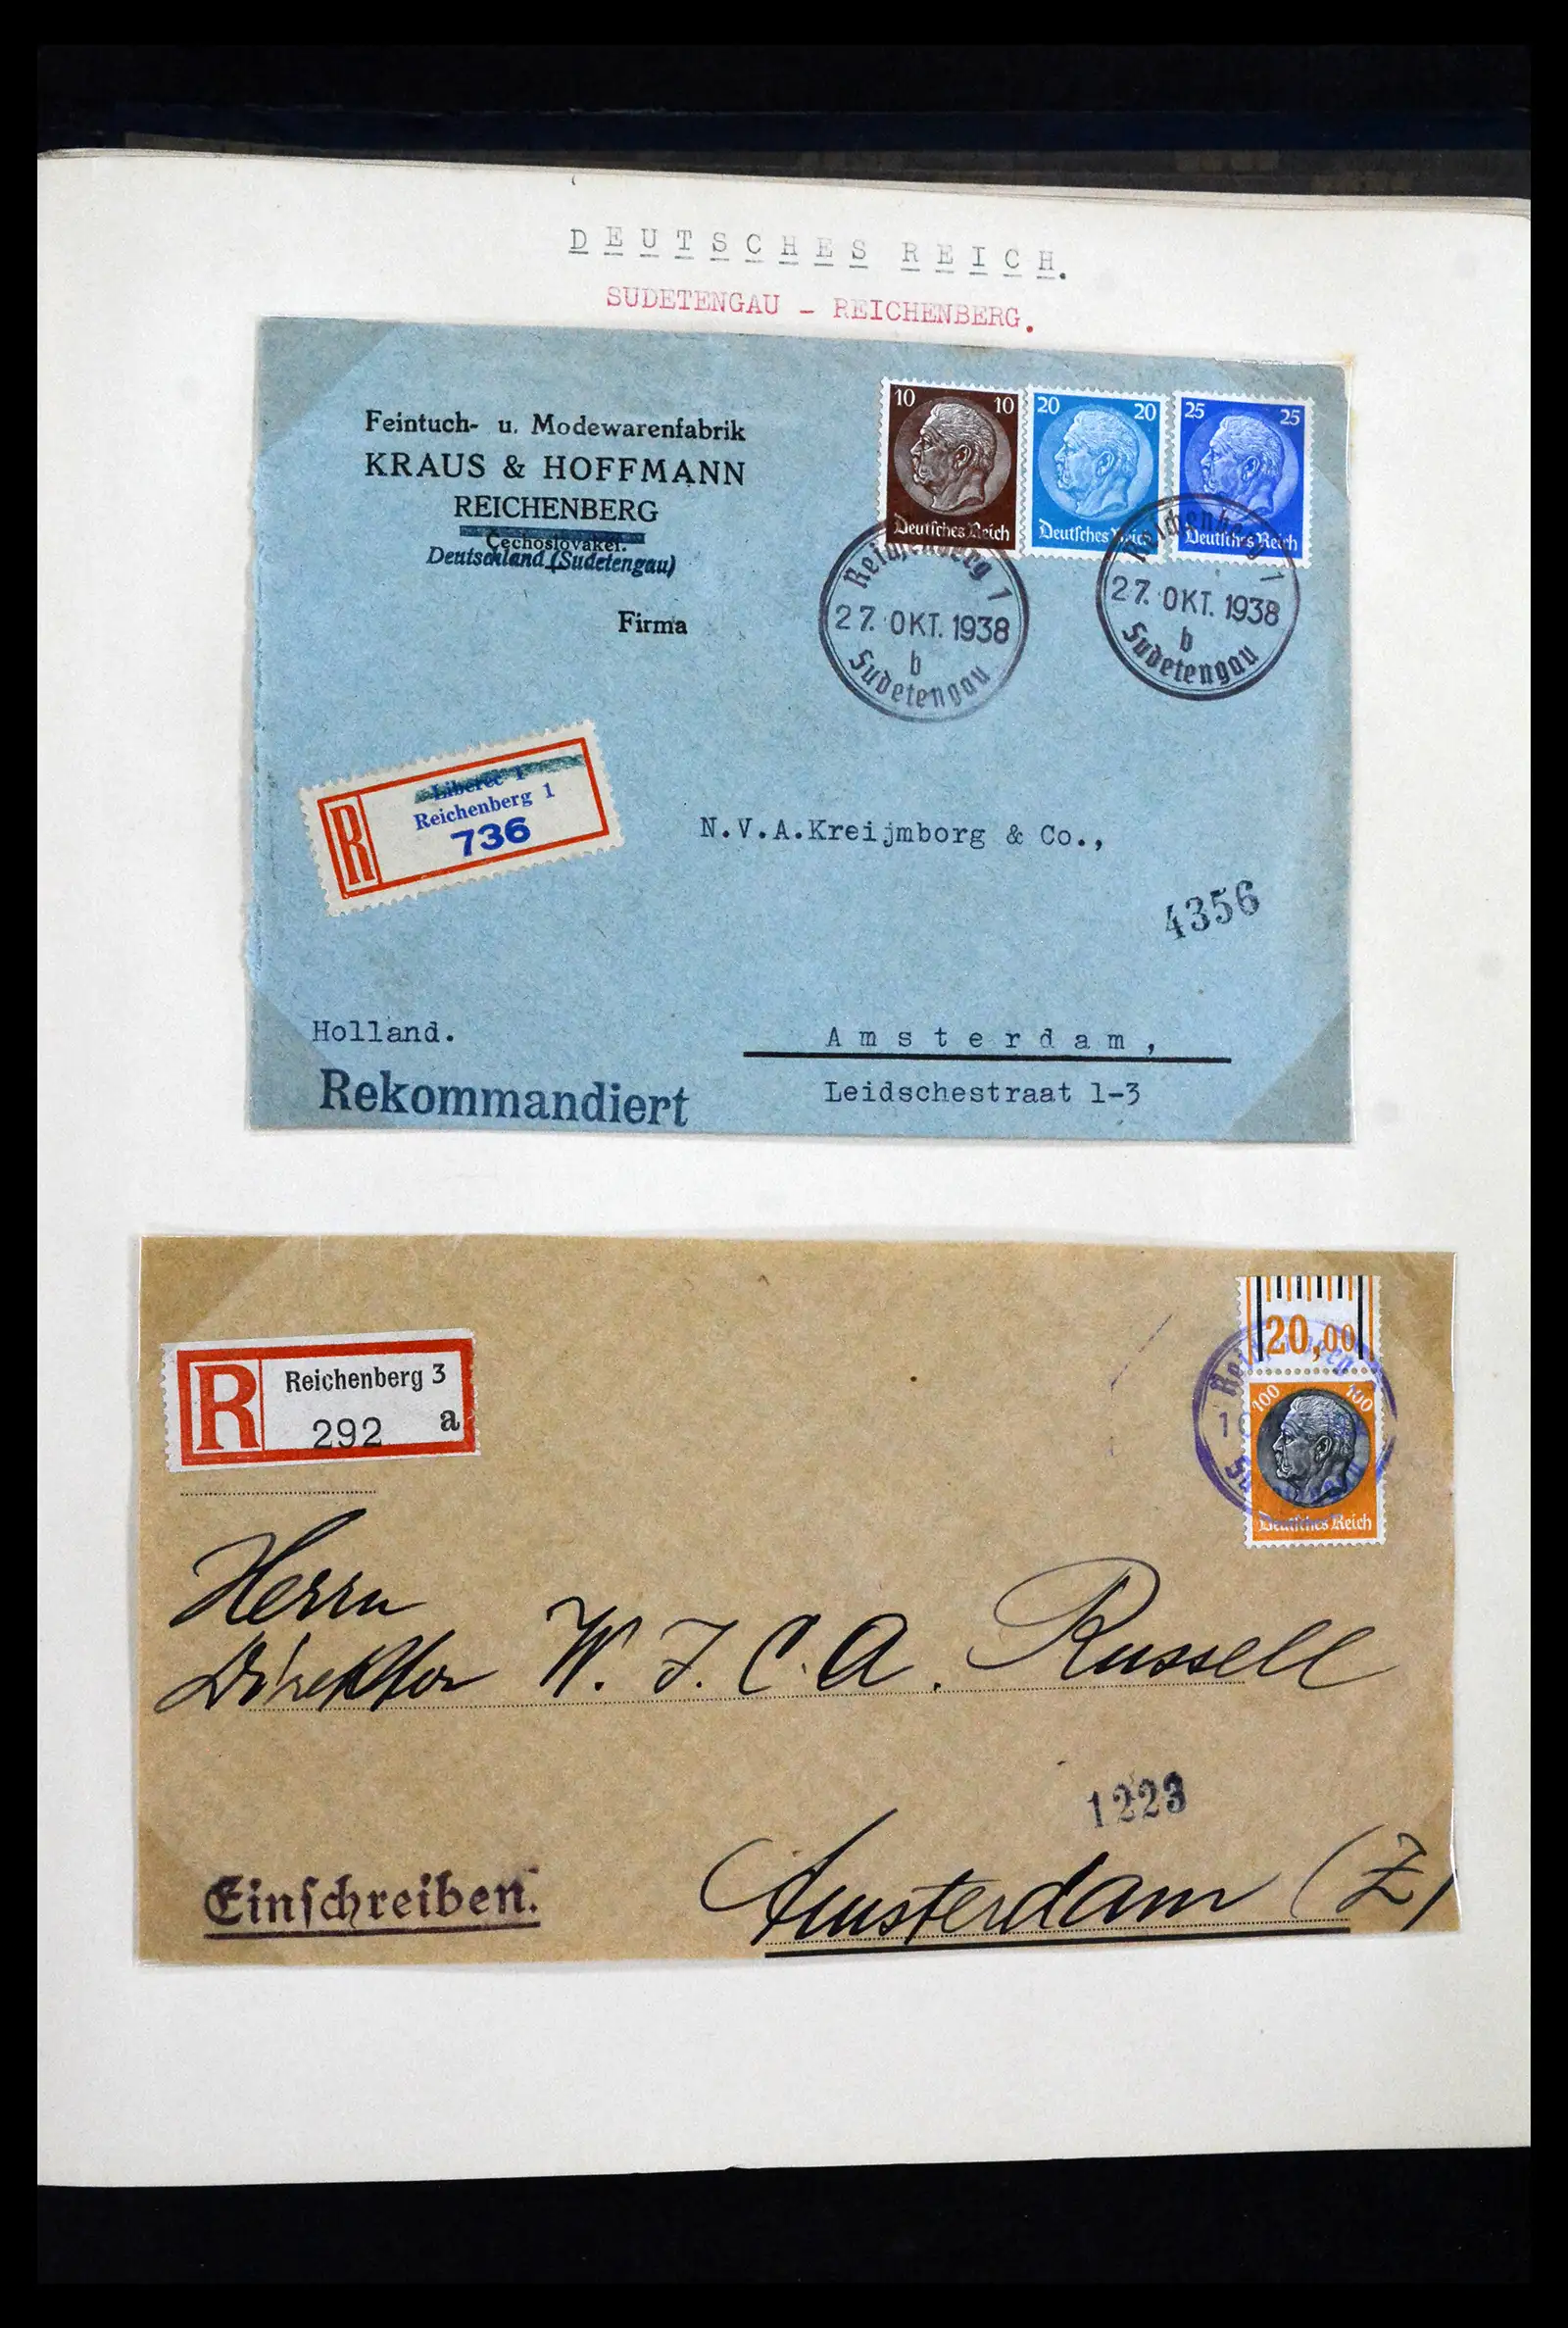 DEUTSCHES REICH.
SUDETENGAU - REICHENBERG.
Feintuch- u. Modewarenfabrik
KRAUS & HOFFMANN
REICHENBERG
Čechoslovakei.
Deutschland (Sudetengau)
Firma
10 10
Deutsches Reich
20 20
Deutsches Reich
25 25
Deutsches Reich
Reichenberg 1
27. OKT. 1938
b
Sudetengau
Reichenberg 1
27. OKT. 1938
b
Sudetengau
R
Liberec 1
Reichenberg 1
736
N.V.A.Kreijmborg & Co.,
4356
Holland.
Amsterdam,
Rekommandiert
Leidschestraat 1-3
20,00
100 100
Deutsches Reich
Reichenberg
R
Reichenberg 3
292 a
Herrn
Direktor W. J. C. A. Russell
1223
Einschreiben.
Amsterdam (Z)